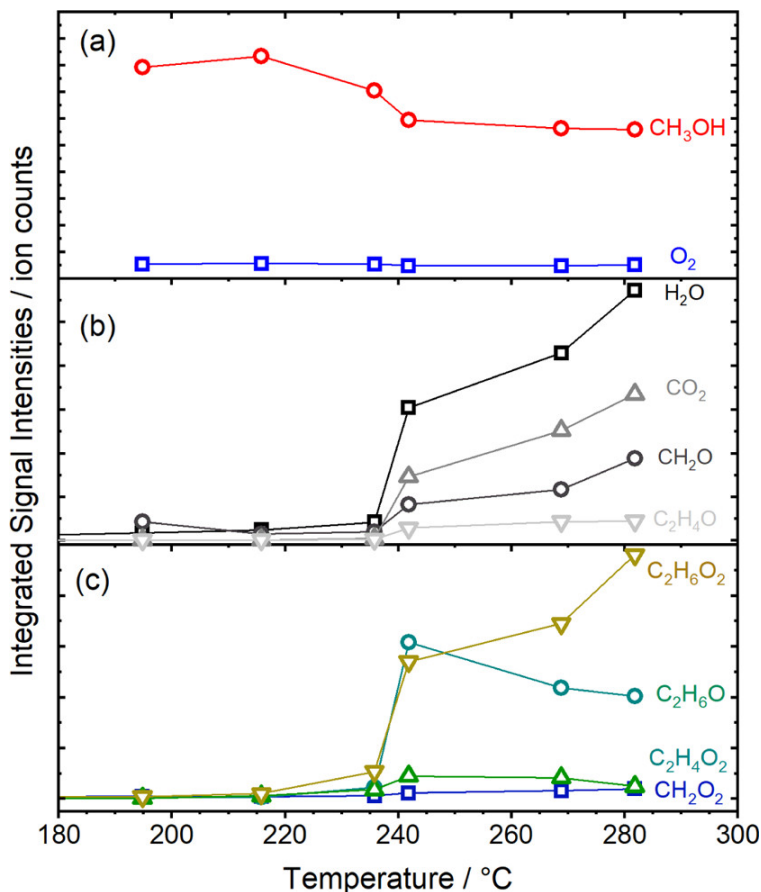 Integrated Signal Intensities / ion counts
(a)
CH₃OH
O₂
(b)
H₂O
CO₂
CH₂O
C₂H₄O
(c)
C₂H₆O₂
C₂H₆O
C₂H₄O₂
CH₂O₂
180 200 220 240 260 280 300
Temperature / °C